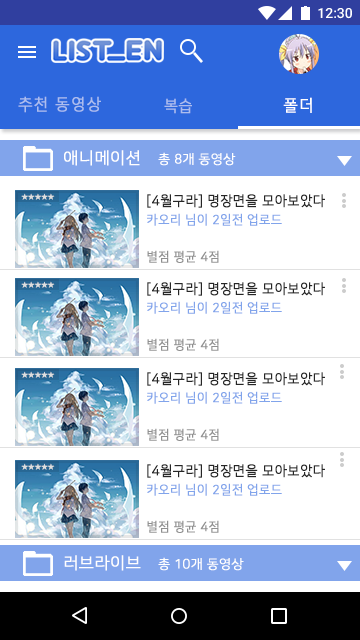 12:30
LIST_EN
추천 동영상 복습 폴더
애니메이션 총 8개 동영상
★★★★★
[4월구라] 명장면을 모아보았다
카오리 님이 2일전 업로드
별점 평균 4점
★★★★★
[4월구라] 명장면을 모아보았다
카오리 님이 2일전 업로드
별점 평균 4점
★★★★★
[4월구라] 명장면을 모아보았다
카오리 님이 2일전 업로드
별점 평균 4점
★★★★★
[4월구라] 명장면을 모아보았다
카오리 님이 2일전 업로드
별점 평균 4점
러브라이브 총 10개 동영상